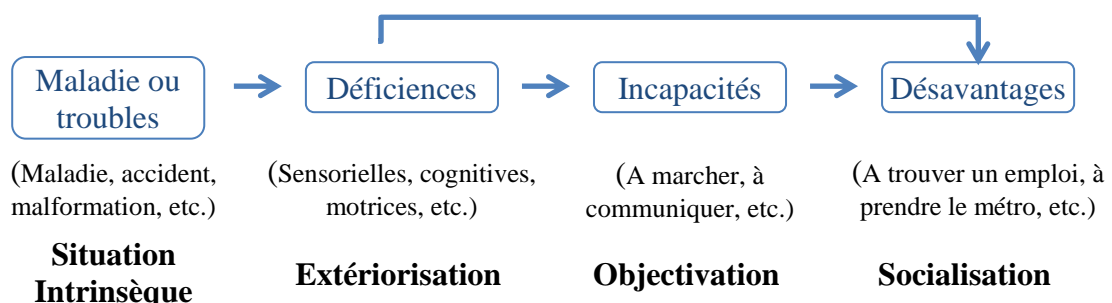 Maladie ou
troubles
Déficiences
Incapacités
Désavantages
(Maladie, accident,
malformation, etc.)
(Sensorielles, cognitives,
motrices, etc.)
(A marcher, à
communiquer, etc.)
(A trouver un emploi, à
prendre le métro, etc.)
Situation
Intrinsèque
Extériorisation
Objectivation
Socialisation